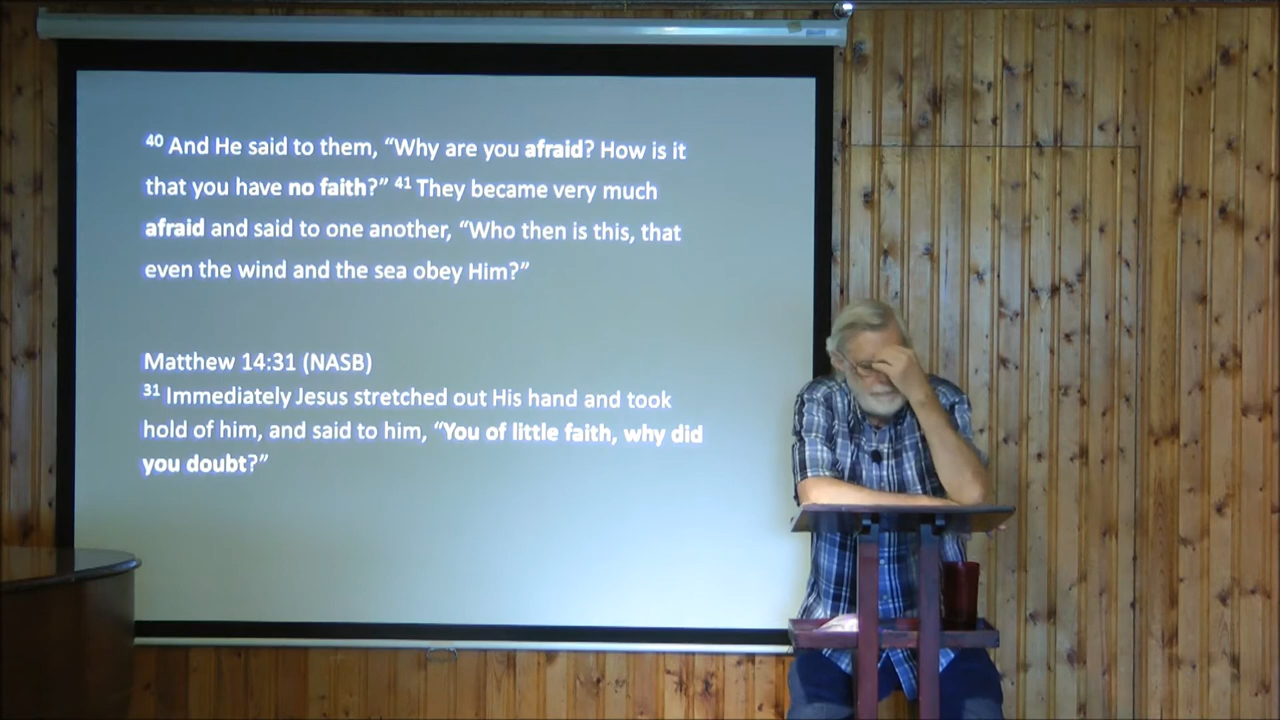 40 And He said to them, “Why are you afraid? How is it
that you have no faith?” 41 They became very much
afraid and said to one another, “Who then is this, that
even the wind and the sea obey Him?”
Matthew 14:31 (NASB)
31 Immediately Jesus stretched out His hand and took
hold of him, and said to him, “You of little faith, why did
you doubt?”